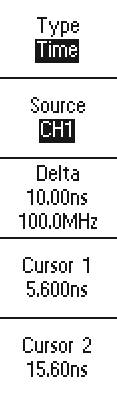 Type
Time
Source
CH1
Delta
10.00ns
100.0MHz
Cursor 1
5.600ns
Cursor 2
15.60ns